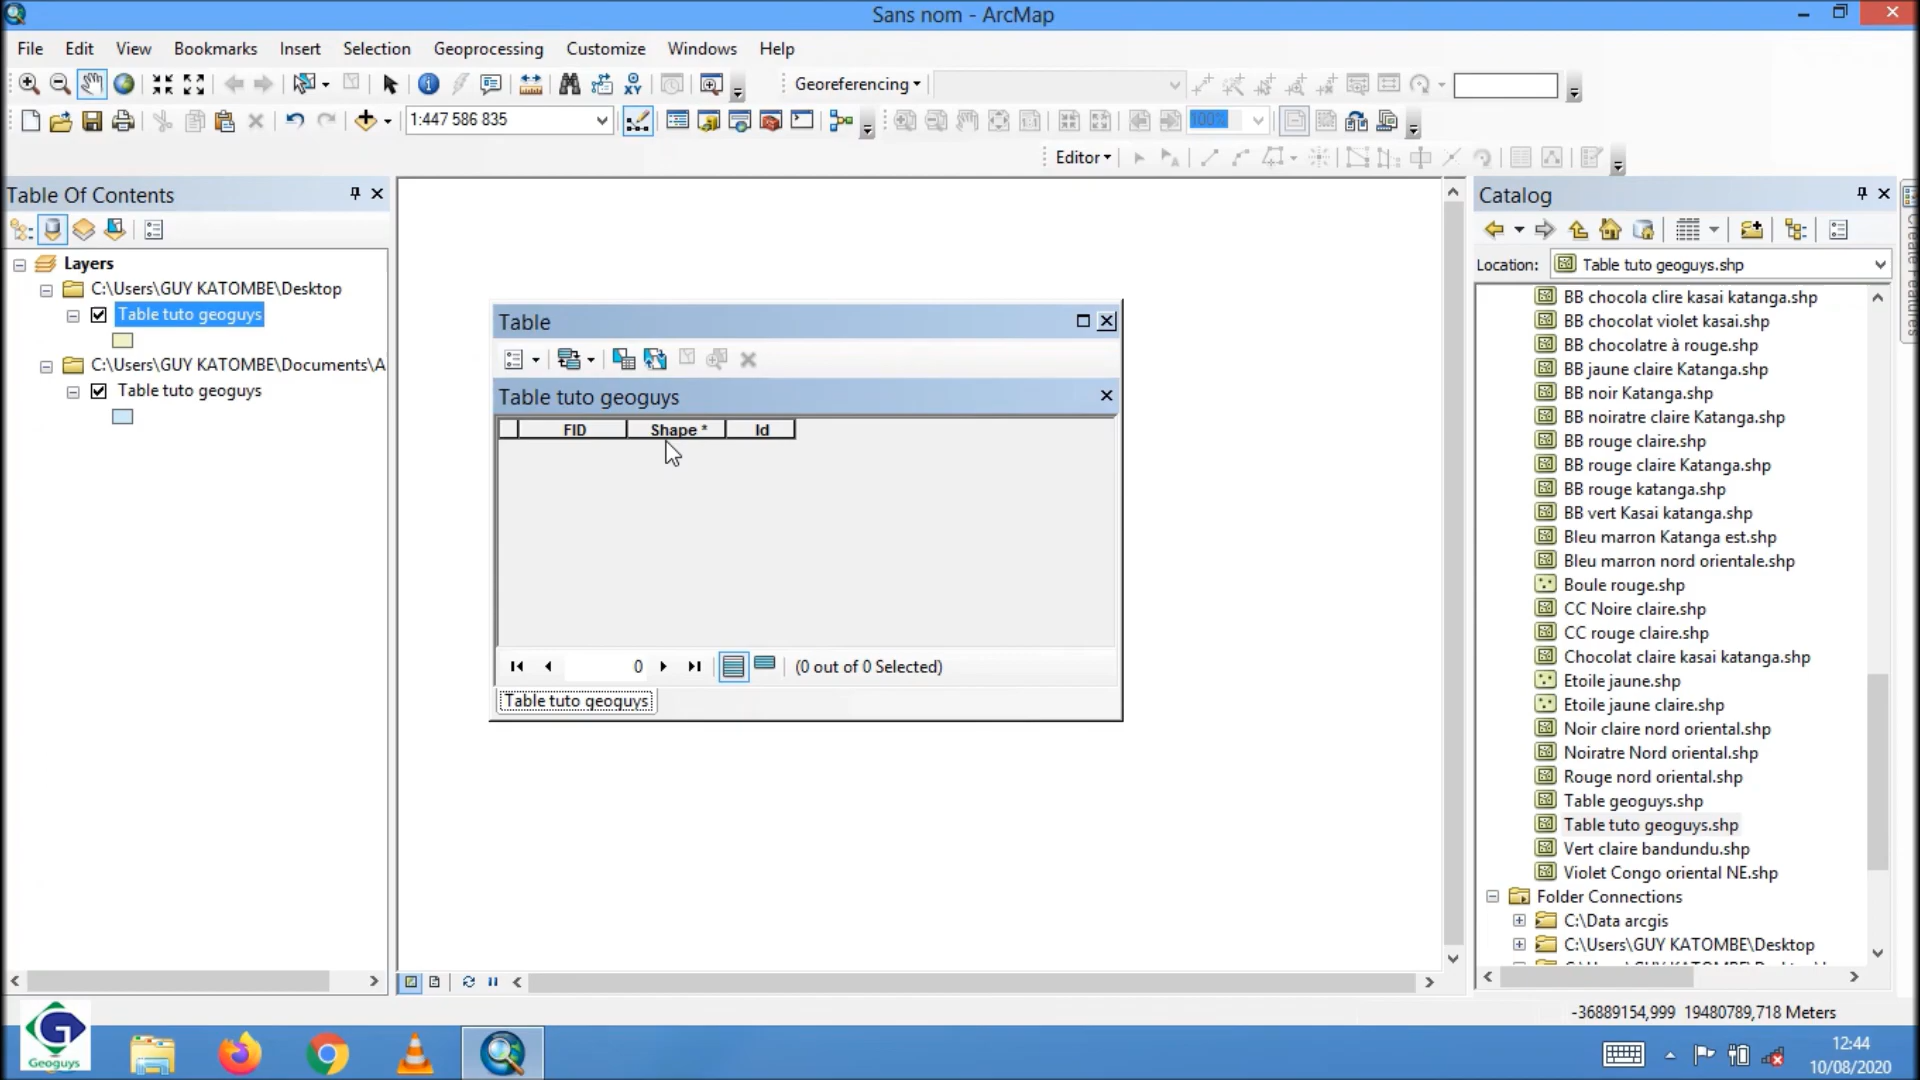 Sans nom - ArcMap
File Edit View Bookmarks Insert Selection Geoprocessing Customize Windows Help
Georeferencing
1:447 586 835
100%
Editor
Table Of Contents
Layers
C:\Users\GUY KATOMBE\Desktop
Table tuto geoguys
C:\Users\GUY KATOMBE\Documents\A
Table tuto geoguys
Table
Table tuto geoguys
FID Shape * Id
0 (0 out of 0 Selected)
Table tuto geoguys
Catalog
Location: Table tuto geoguys.shp
BB chocola clire kasai katanga.shp
BB chocolat violet kasai.shp
BB chocolatre à rouge.shp
BB jaune claire Katanga.shp
BB noir Katanga.shp
BB noiratre claire Katanga.shp
BB rouge claire.shp
BB rouge claire Katanga.shp
BB rouge katanga.shp
BB vert Kasai katanga.shp
Bleu marron Katanga est.shp
Bleu marron nord orientale.shp
Boule rouge.shp
CC Noire claire.shp
CC rouge claire.shp
Chocolat claire kasai katanga.shp
Etoile jaune.shp
Etoile jaune claire.shp
Noir claire nord oriental.shp
Noiratre Nord oriental.shp
Rouge nord oriental.shp
Table geoguys.shp
Table tuto geoguys.shp
Vert claire bandundu.shp
Violet Congo oriental NE.shp
Folder Connections
C:\Data arcgis
C:\Users\GUY KATOMBE\Desktop
Create Features
-36889154,999 19480789,718 Meters
Geoguys
12:44
10/08/2020